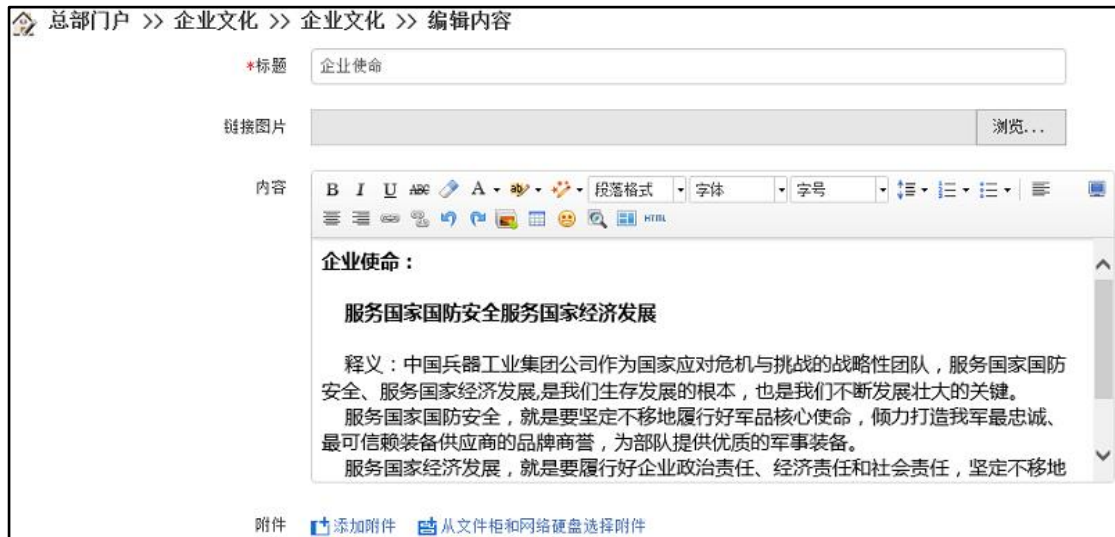 总部门户 >> 企业文化 >> 企业文化 >> 编辑内容
*标题 企业使命
链接图片 浏览...
内容 B I U ABC A ab 段落格式 字体 字号
HTML
企业使命：
服务国家国防安全服务国家经济发展
释义：中国兵器工业集团公司作为国家应对危机与挑战的战略性团队，服务国家国防
安全、服务国家经济发展,是我们生存发展的根本，也是我们不断发展壮大的关键。
服务国家国防安全，就是要坚定不移地履行好军品核心使命，倾力打造我军最忠诚、
最可信赖装备供应商的品牌商誉，为部队提供优质的军事装备。
服务国家经济发展，就是要履行好企业政治责任、经济责任和社会责任，坚定不移地
附件 添加附件 从文件柜和网络硬盘选择附件